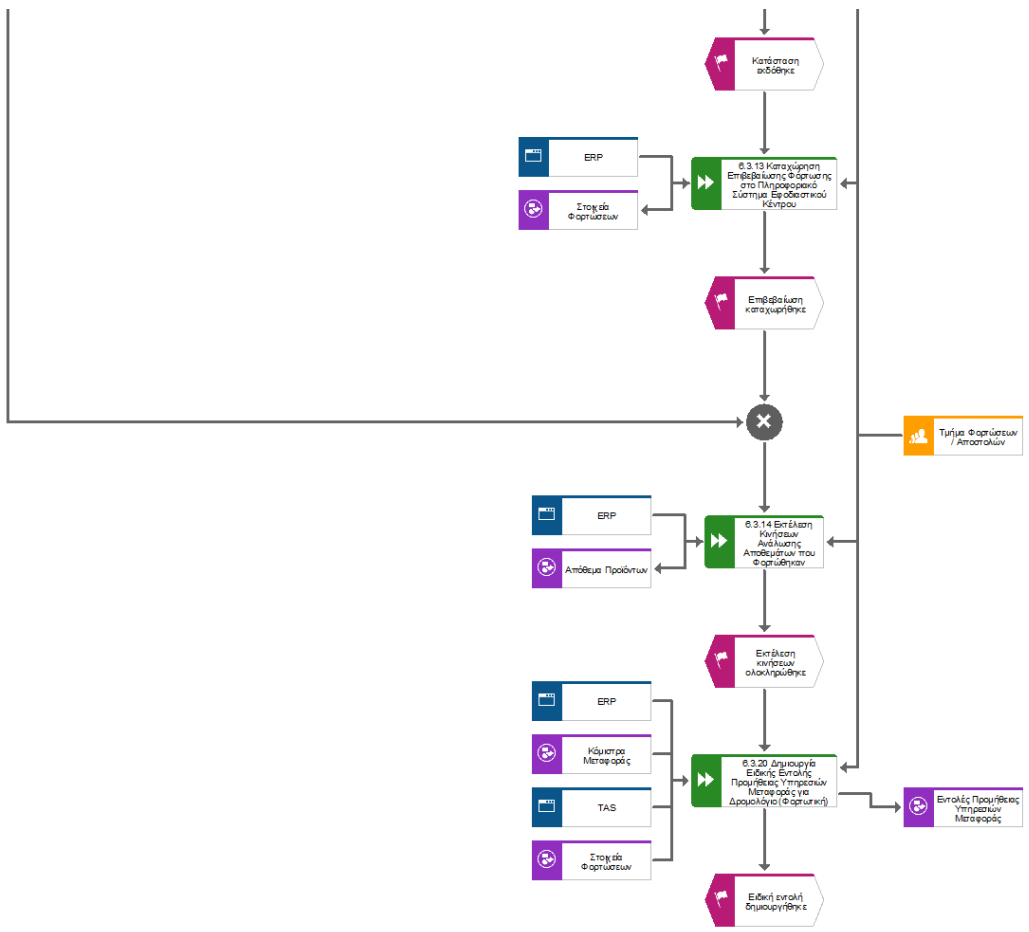 Κατάσταση
εκδόθηκε
ERP
6.3.13 Καταχώρηση
Επιβεβαίωσης Φόρτωσης
στο Πληροφοριακό
Σύστημα Εφοδιαστικού
Κέντρου
Στοιχεία
Φορτώσεων
Επιβεβαίωση
καταχωρήθηκε
Τμήμα Φορτώσεων
/ Αποστολών
ERP
6.3.14 Εκτέλεση
Κινήσεων
Ανάλωσης
Αποθεμάτων που
Φορτώθηκαν
Απόθεμα Προϊόντων
Εκτέλεση
κινήσεων
ολοκληρώθηκε
ERP
Κόμιστρα
Μεταφοράς
6.3.20 Δημιουργία
Ειδικής Εντολής
Προμήθειας Υπηρεσιών
Μεταφοράς για
Δρομολόγιο (Φορτωτική)
TAS
Εντολές Προμήθειας
Υπηρεσιών
Μεταφοράς
Στοιχεία
Φορτώσεων
Ειδική εντολή
δημιουργήθηκε